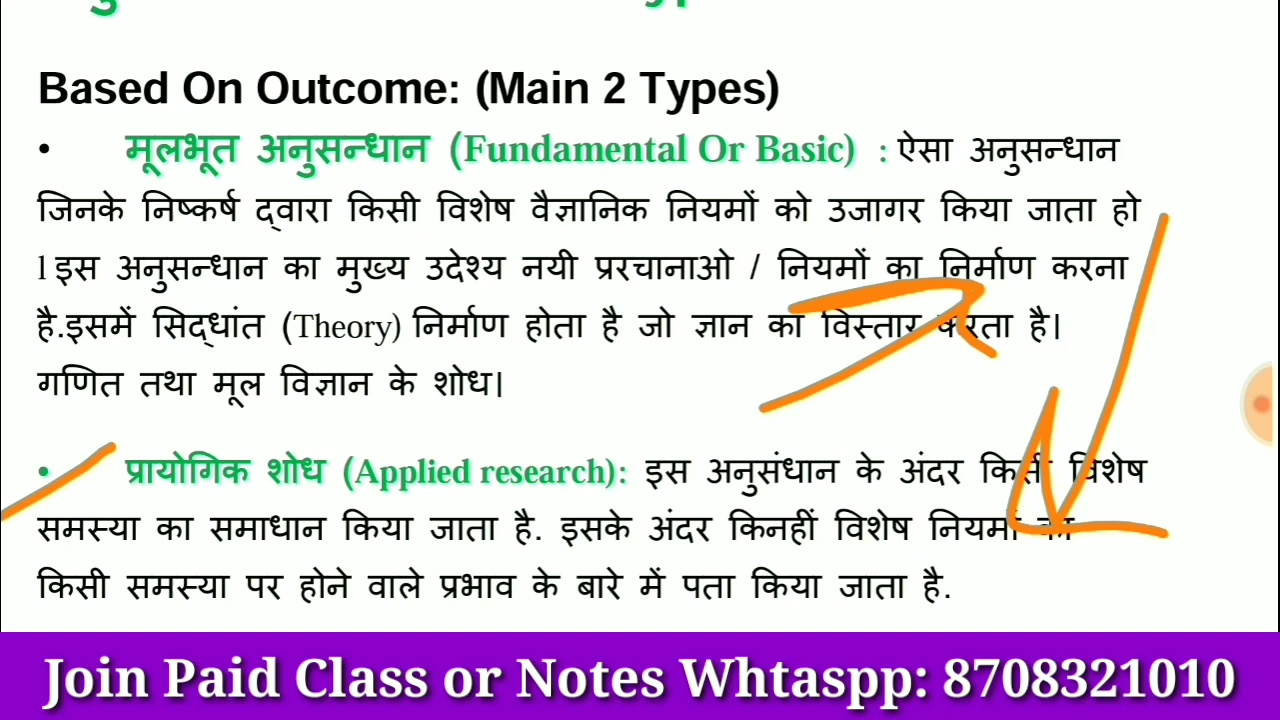 Based On Outcome: (Main 2 Types)
• मूलभूत अनुसन्धान (Fundamental Or Basic) : ऐसा अनुसन्धान
जिनके निष्कर्ष द्वारा किसी विशेष वैज्ञानिक नियमों को उजागर किया जाता हो
l इस अनुसन्धान का मुख्य उदेश्य नयी प्ररचानाओ / नियमों का निर्माण करना
है.इसमें सिद्धांत (Theory) निर्माण होता है जो ज्ञान का विस्तार करता है।
गणित तथा मूल विज्ञान के शोध।
• प्रायोगिक शोध (Applied research): इस अनुसंधान के अंदर किसी विशेष
समस्या का समाधान किया जाता है. इसके अंदर किनहीं विशेष नियमों का
किसी समस्या पर होने वाले प्रभाव के बारे में पता किया जाता है.
Join Paid Class or Notes Whtaspp: 8708321010